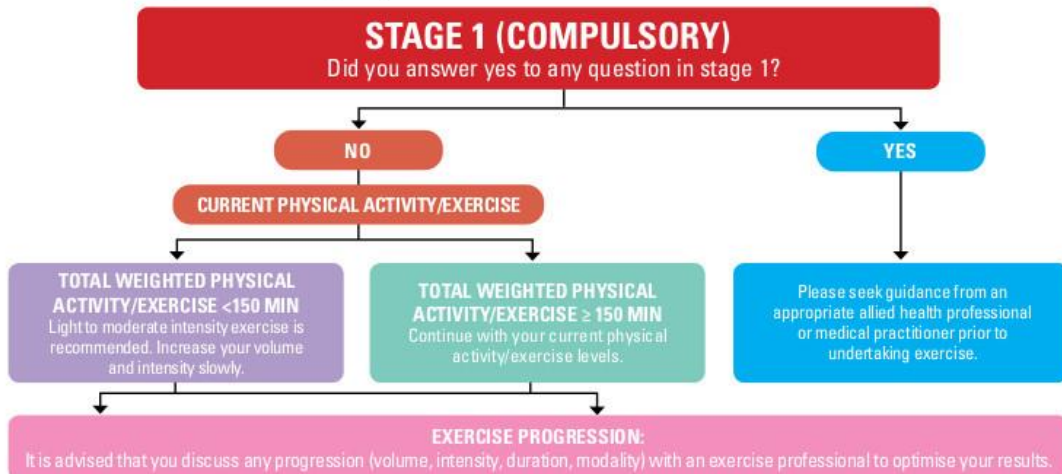 STAGE 1 (COMPULSORY)
Did you answer yes to any question in stage 1?
NO
YES
CURRENT PHYSICAL ACTIVITY/EXERCISE
TOTAL WEIGHTED PHYSICAL
ACTIVITY/EXERCISE <150 MIN
Light to moderate intensity exercise is
recommended. Increase your volume
and intensity slowly.
TOTAL WEIGHTED PHYSICAL
ACTIVITY/EXERCISE ≥ 150 MIN
Continue with your current physical
activity/exercise levels.
Please seek guidance from an
appropriate allied health professional
or medical practitioner prior to
undertaking exercise.
EXERCISE PROGRESSION:
It is advised that you discuss any progression (volume, intensity, duration, modality) with an exercise professional to optimise your results.